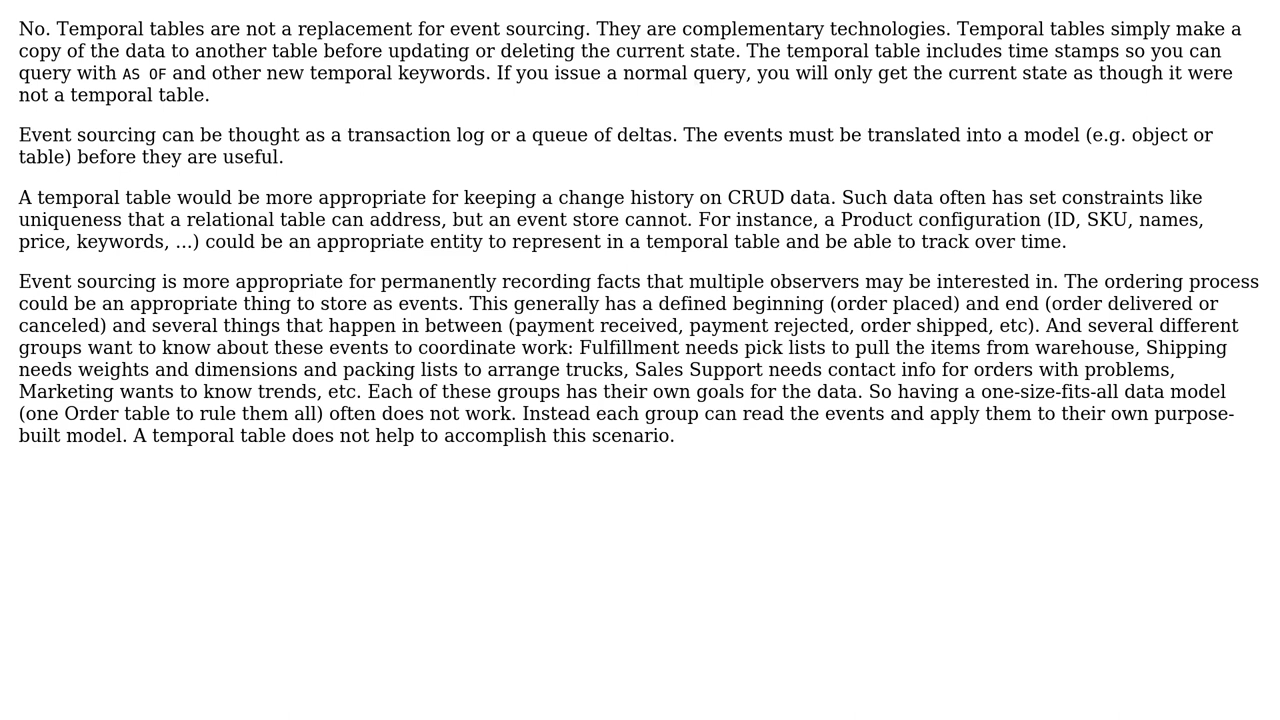 No. Temporal tables are not a replacement for event sourcing. They are complementary technologies. Temporal tables simply make a
copy of the data to another table before updating or deleting the current state. The temporal table includes time stamps so you can
query with AS OF and other new temporal keywords. If you issue a normal query, you will only get the current state as though it were
not a temporal table.
Event sourcing can be thought as a transaction log or a queue of deltas. The events must be translated into a model (e.g. object or
table) before they are useful.
A temporal table would be more appropriate for keeping a change history on CRUD data. Such data often has set constraints like
uniqueness that a relational table can address, but an event store cannot. For instance, a Product configuration (ID, SKU, names,
price, keywords, ...) could be an appropriate entity to represent in a temporal table and be able to track over time.
Event sourcing is more appropriate for permanently recording facts that multiple observers may be interested in. The ordering process
could be an appropriate thing to store as events. This generally has a defined beginning (order placed) and end (order delivered or
canceled) and several things that happen in between (payment received, payment rejected, order shipped, etc). And several different
groups want to know about these events to coordinate work: Fulfillment needs pick lists to pull the items from warehouse, Shipping
needs weights and dimensions and packing lists to arrange trucks, Sales Support needs contact info for orders with problems,
Marketing wants to know trends, etc. Each of these groups has their own goals for the data. So having a one-size-fits-all data model
(one Order table to rule them all) often does not work. Instead each group can read the events and apply them to their own purpose-
built model. A temporal table does not help to accomplish this scenario.